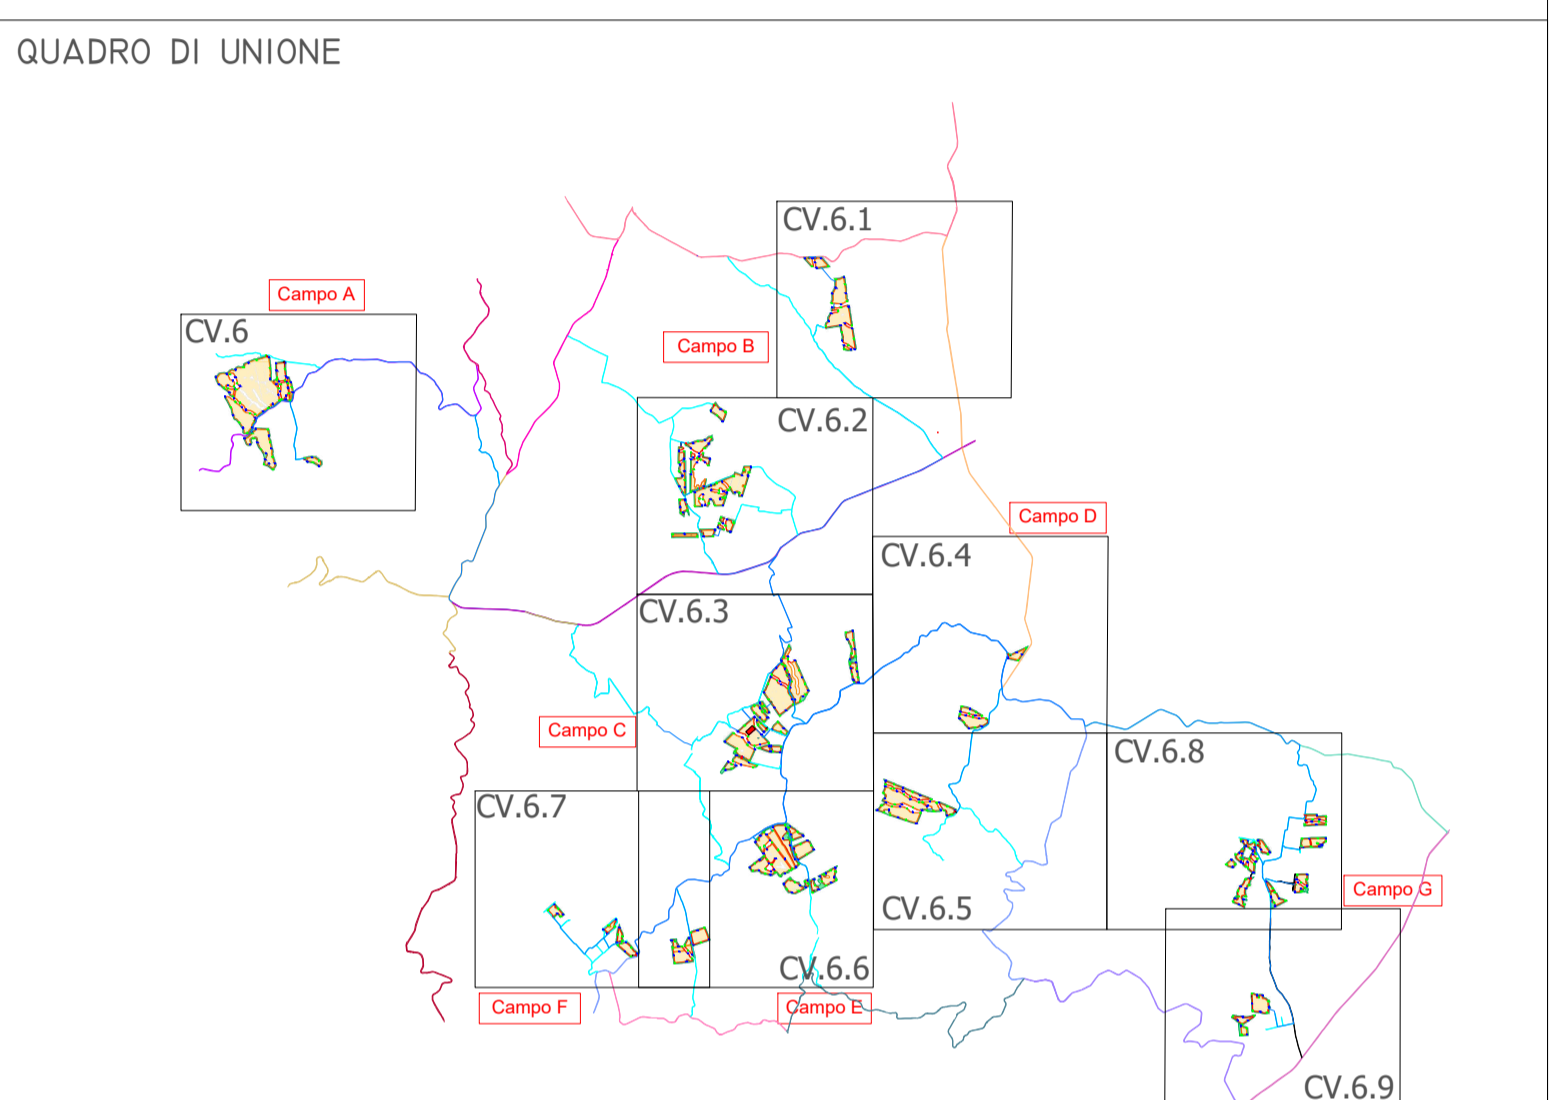 QUADRO DI UNIONE
CV.6.1
Campo A
CV.6
Campo B
CV.6.2
Campo D
CV.6.4
CV.6.3
Campo C
CV.6.8
CV.6.7
Campo G
CV.6.5
CV.6.6
Campo F
Campo E
CV.6.9